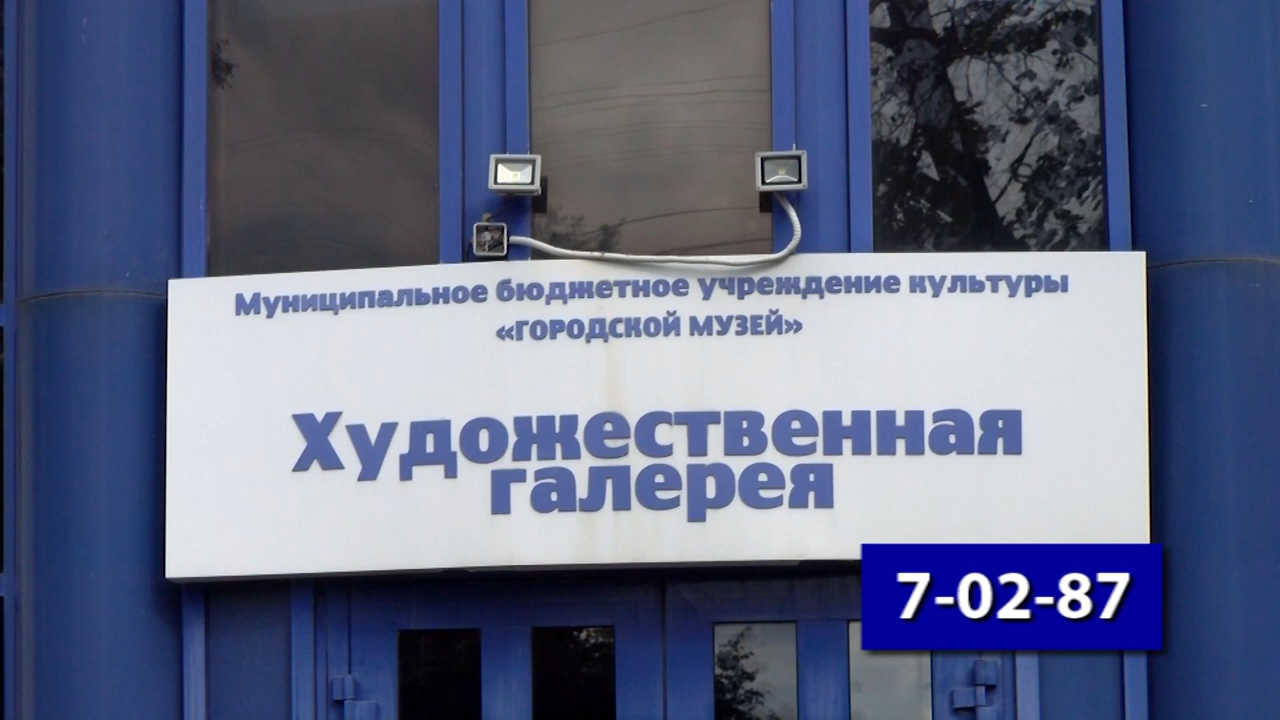 Муниципальное бюджетное учреждение культуры
«ГОРОДСКОЙ МУЗЕЙ»
Художественная
галерея
7-02-87